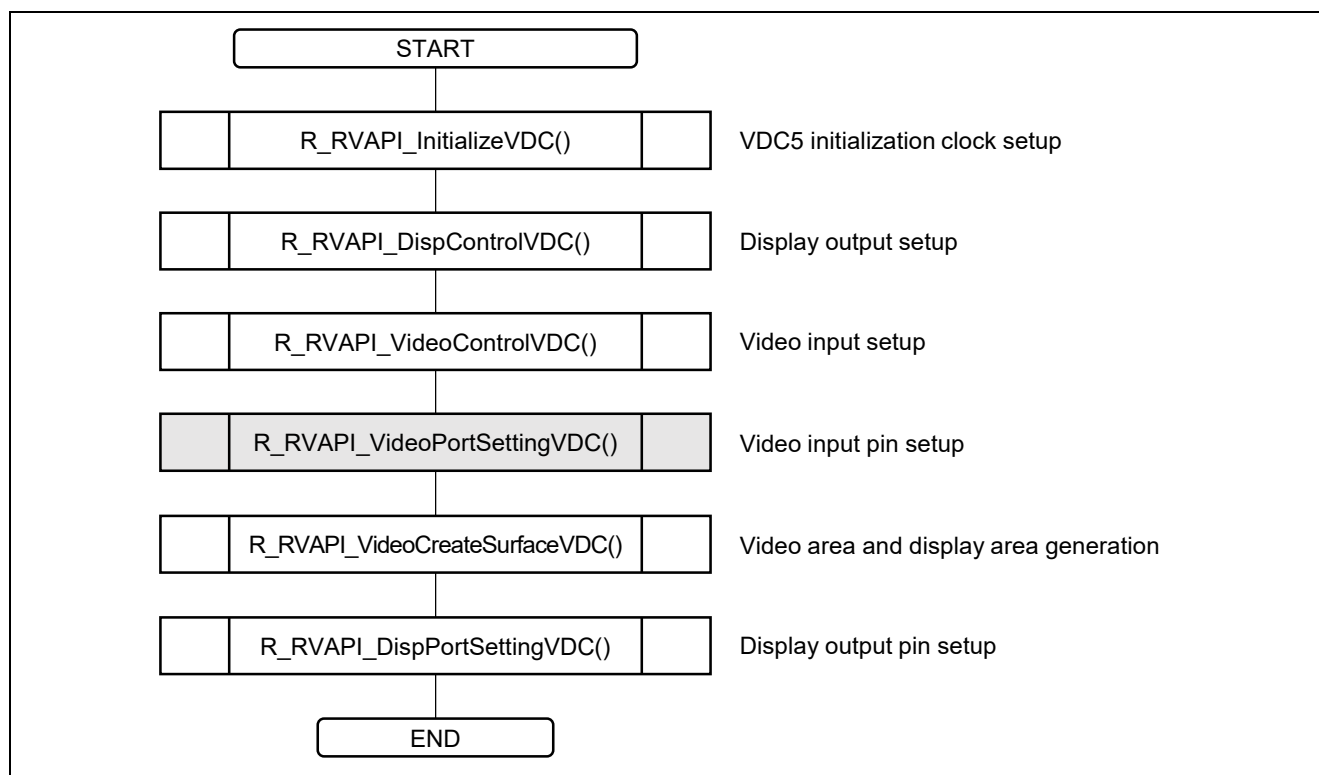 START
R_RVAPI_InitializeVDC()
VDC5 initialization clock setup
R_RVAPI_DispControlVDC()
Display output setup
R_RVAPI_VideoControlVDC()
Video input setup
R_RVAPI_VideoPortSettingVDC()
Video input pin setup
R_RVAPI_VideoCreateSurfaceVDC()
Video area and display area generation
R_RVAPI_DispPortSettingVDC()
Display output pin setup
END